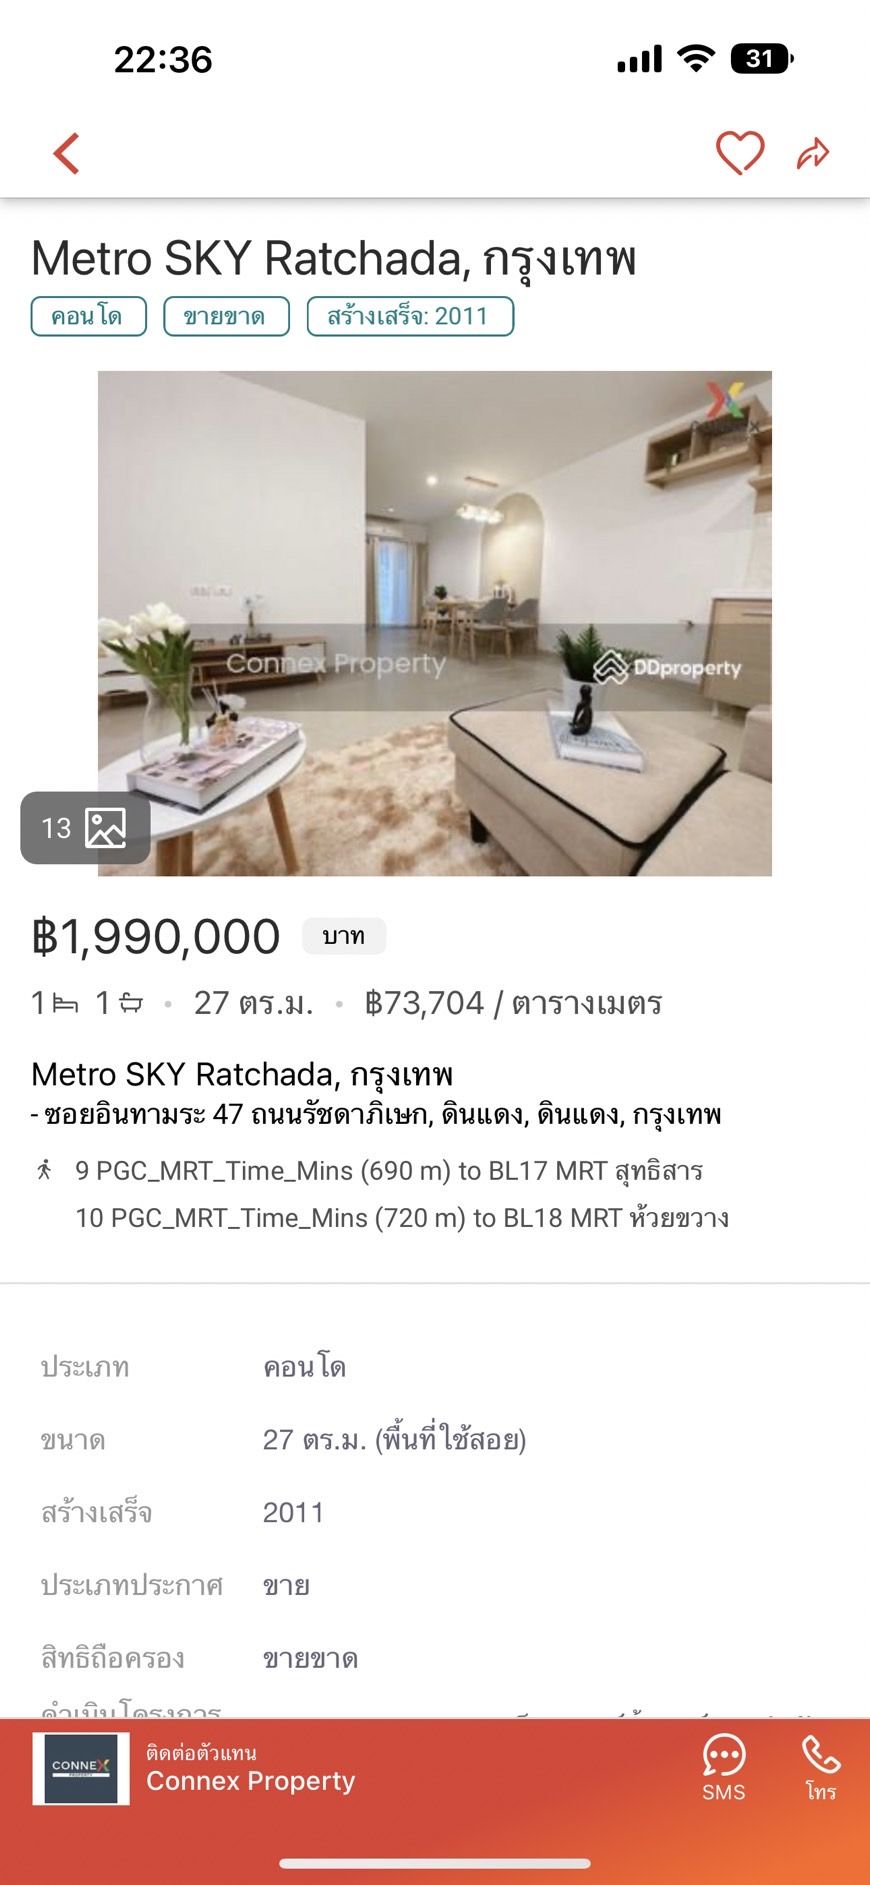 22:36
31
Metro SKY Ratchada, กรุงเทพ
คอนโด
ขายขาด
สร้างเสร็จ: 2011
CONNEX
Connex Property
DDproperty
13
฿1,990,000
บาท
1 1 • 27 ตร.ม. • ฿73,704 / ตารางเมตร
Metro SKY Ratchada, กรุงเทพ
- ซอยอินทามระ 47 ถนนรัชดาภิเษก, ดินแดง, ดินแดง, กรุงเทพ
9 PGC_MRT_Time_Mins (690 m) to BL17 MRT สุทธิสาร
10 PGC_MRT_Time_Mins (720 m) to BL18 MRT ห้วยขวาง
ประเภท คอนโด
ขนาด 27 ตร.ม. (พื้นที่ใช้สอย)
สร้างเสร็จ 2011
ประเภทประกาศ ขาย
สิทธิถือครอง ขายขาด
CONNEX
PROPERTY
ติดต่อตัวแทน
Connex Property
SMS
โทร